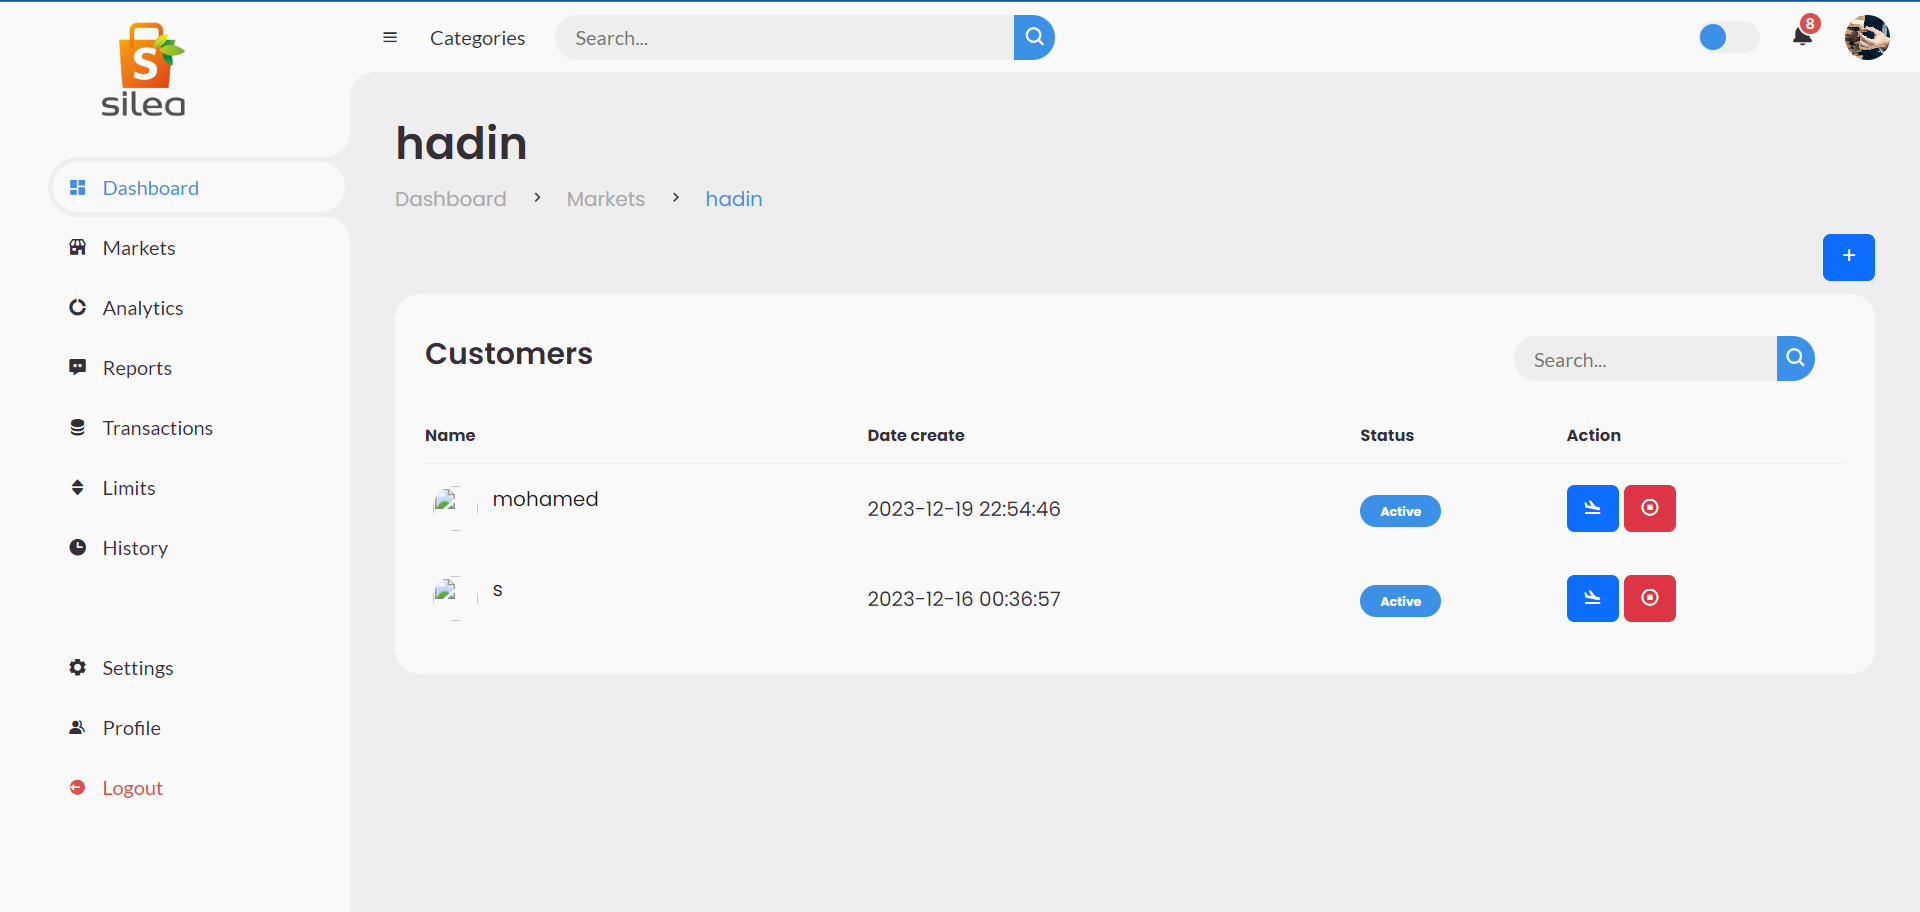 S
silea
Categories
Search...
8
Dashboard
Markets
Analytics
Reports
Transactions
Limits
History
Settings
Profile
Logout
hadin
Dashboard > Markets > hadin
+
Customers
Search...
Name Date create Status Action
mohamed 2023-12-19 22:54:46 Active
s 2023-12-16 00:36:57 Active